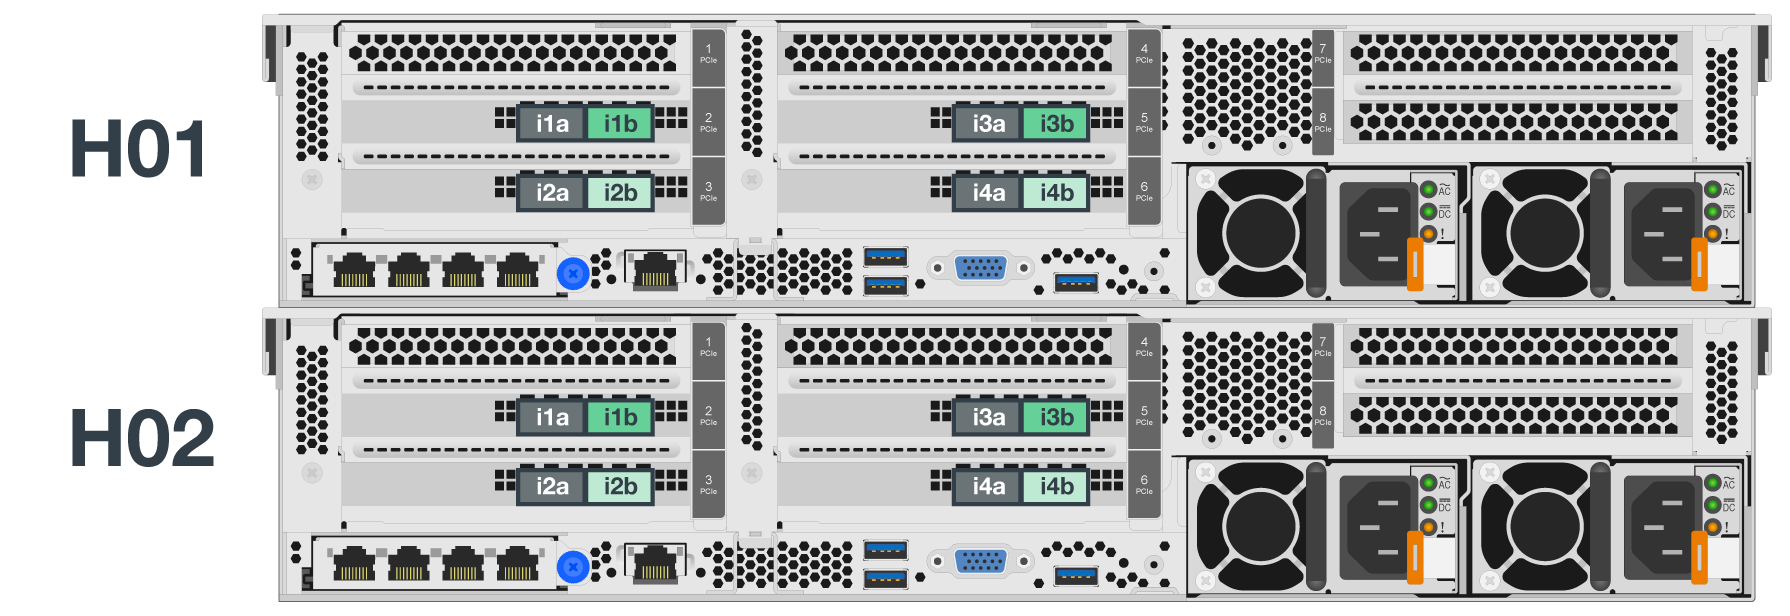 H01
1
PCIe
4
PCIe
7
PCIe
i1a i1b
2
PCIe
i3a i3b
5
PCIe
8
PCIe
i2a i2b
3
PCIe
i4a i4b
6
PCIe
AC
DC
!
AC
DC
!
H02
1
PCIe
4
PCIe
7
PCIe
i1a i1b
2
PCIe
i3a i3b
5
PCIe
8
PCIe
i2a i2b
3
PCIe
i4a i4b
6
PCIe
AC
DC
!
AC
DC
!